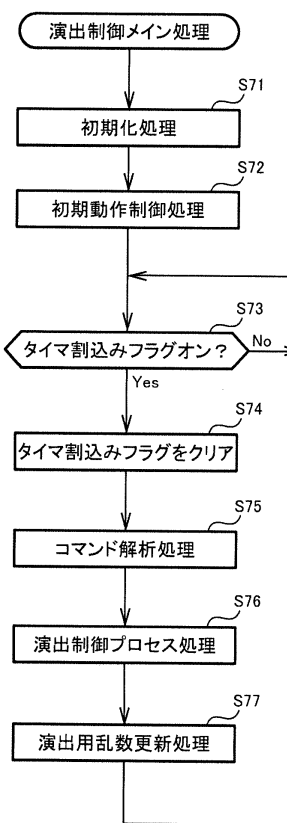 演出制御メイン処理
S71
初期化処理
S72
初期動作制御処理
S73
タイマ割込みフラグオン?
No
Yes
S74
タイマ割込みフラグをクリア
S75
コマンド解析処理
S76
演出制御プロセス処理
S77
演出用乱数更新処理